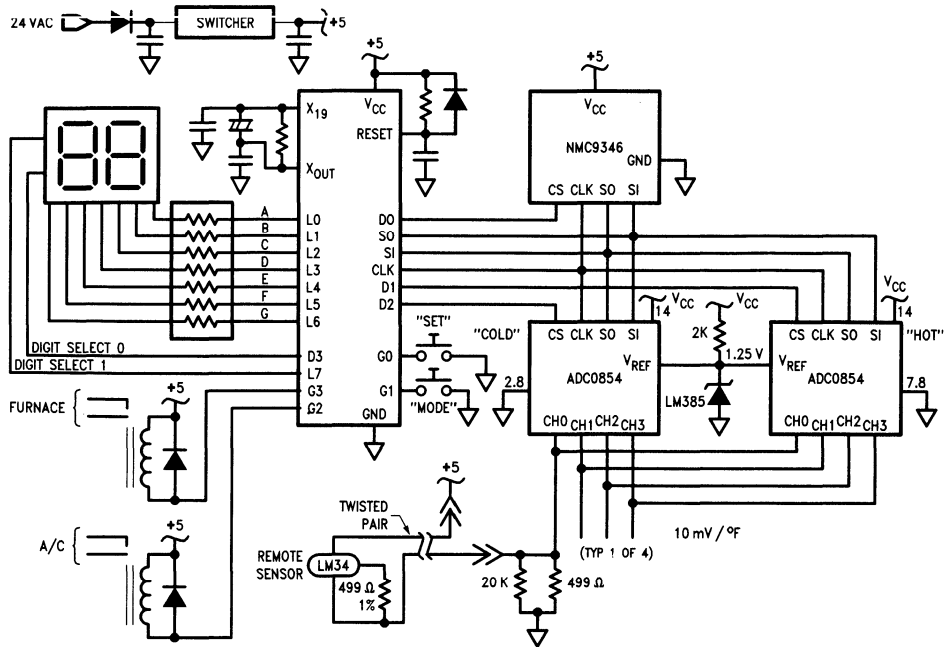 24 VAC
SWITCHER
+5
+5
+5
X19
VCC
RESET
XOUT
VCC
NMC9346
GND
CS CLK SO SI
A
L0
B
L1
C
L2
D
L3
E
L4
F
L5
G
L6
DO
SO
SI
CLK
D1
D2
DIGIT SELECT 0
D3
DIGIT SELECT 1
L7
G3
G2
G0
G1
GND
"SET"
"MODE"
"COLD"
CS CLK SO SI
14
VCC
VREF
ADC0854
2.8
CH0 CH1 CH2 CH3
VCC
2K
1.25 V
LM385
VCC
14
CS CLK SO SI
"HOT"
VREF
ADC0854
7.8
CH0 CH1 CH2 CH3
FURNACE
+5
A/C
+5
+5
TWISTED
PAIR
REMOTE
SENSOR
LM34
499 Ω
1%
20 K
499 Ω
(TYP 1 OF 4)
10 mV/°F